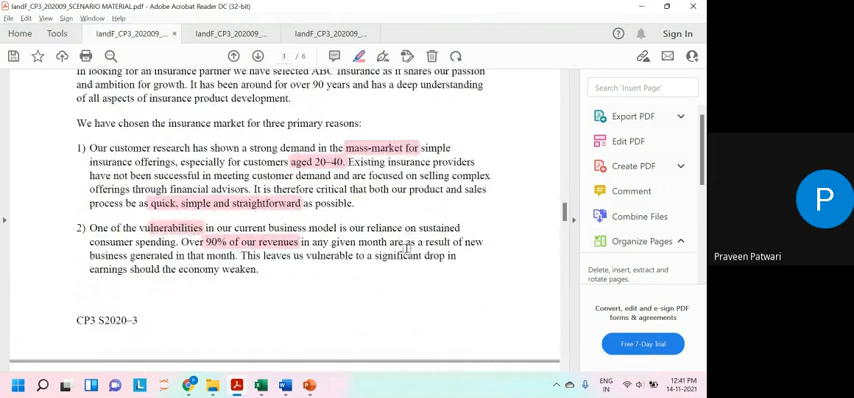 IandF_CP3_202009_SCENARIO MATERIAL.pdf - Adobe Acrobat Reader DC (32-bit)
File Edit View Sign Window Help
Home Tools IandF_CP3_202009_... × IandF_CP3_202009_... IandF_CP3_202009_... Sign In
3 / 6
In looking for an insurance partner we have selected ABC Insurance as it shares our passion
and ambition for growth. It has been around for over 90 years and has a deep understanding
of all aspects of insurance product development.
We have chosen the insurance market for three primary reasons:
1) Our customer research has shown a strong demand in the mass-market for simple
insurance offerings, especially for customers aged 20–40. Existing insurance providers
have not been successful in meeting customer demand and are focused on selling complex
offerings through financial advisors. It is therefore critical that both our product and sales
process be as quick, simple and straightforward as possible.
2) One of the vulnerabilities in our current business model is our reliance on sustained
consumer spending. Over 90% of our revenues in any given month are as a result of new
business generated in that month. This leaves us vulnerable to a significant drop in
earnings should the economy weaken.
CP3 S2020–3
Search 'Insert Page'
Export PDF
Edit PDF
Create PDF
Comment
Combine Files
Organize Pages
Delete, insert, extract and
rotate pages.
Convert, edit and e-sign PDF
forms & agreements
Free 7-Day Trial
P
Praveen Patwari
ENG
IN
12:41 PM
14-11-2021